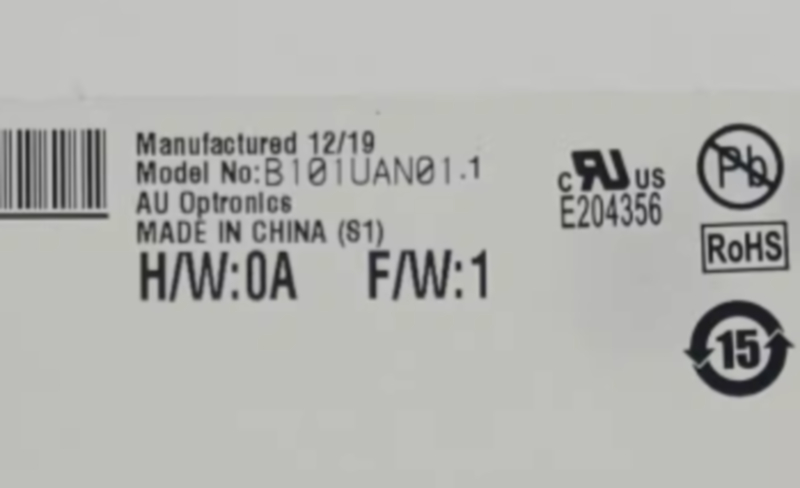 Manufactured 12/19
Model No:B101UAN01.1
AU Optronics
MADE IN CHINA (S1)
H/W:0A F/W:1
c RU US
E204356
Pb
RoHS
15